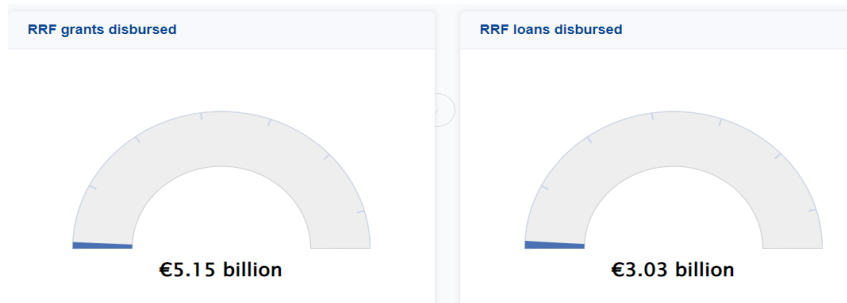 RRF grants disbursed
€5.15 billion
RRF loans disbursed
€3.03 billion